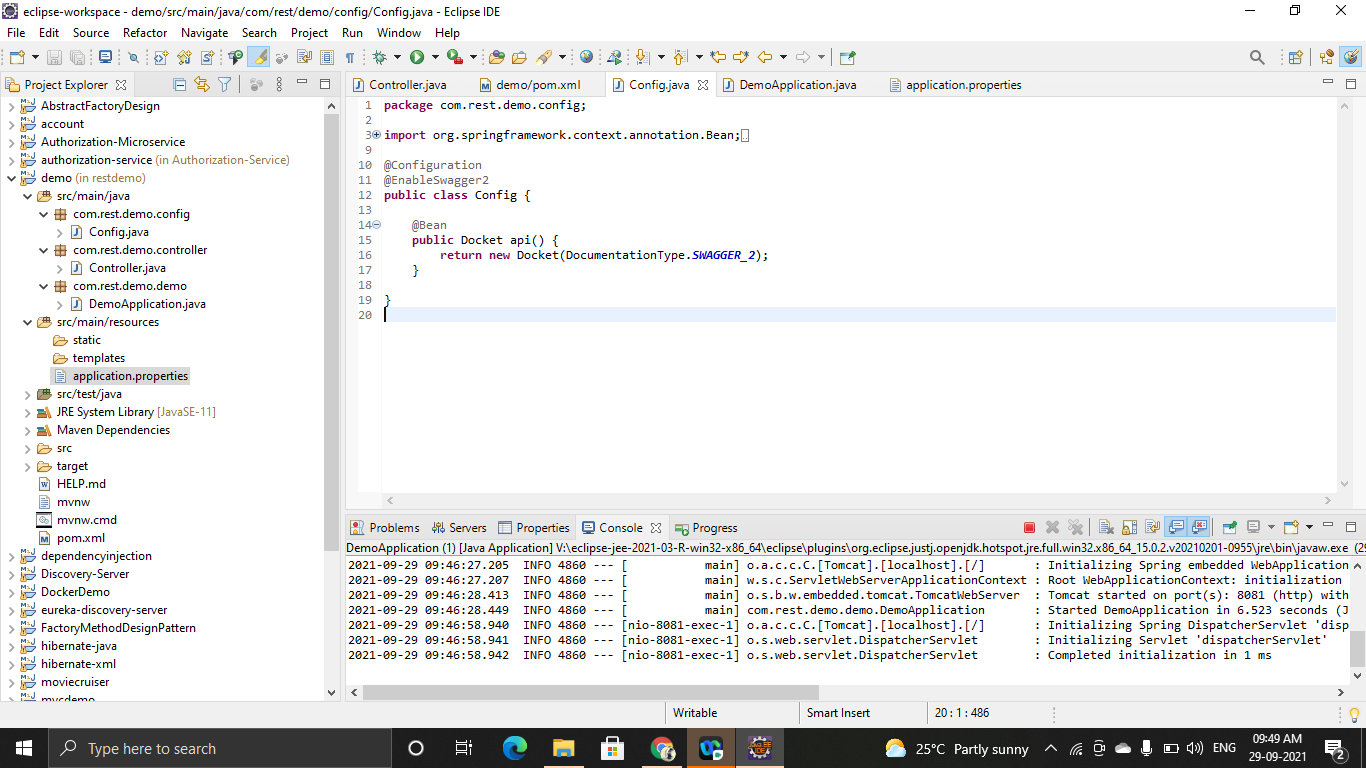 eclipse-workspace - demo/src/main/java/com/rest/demo/config/Config.java - Eclipse IDE
File Edit Source Refactor Navigate Search Project Run Window Help
Project Explorer
AbstractFactoryDesign
account
Authorization-Microservice
authorization-service (in Authorization-Service)
demo (in restdemo)
src/main/java
com.rest.demo.config
Config.java
com.rest.demo.controller
Controller.java
com.rest.demo.demo
DemoApplication.java
src/main/resources
static
templates
application.properties
src/test/java
JRE System Library [JavaSE-11]
Maven Dependencies
src
target
HELP.md
mvnw
mvnw.cmd
pom.xml
dependencyinjection
Discovery-Server
DockerDemo
eureka-discovery-server
FactoryMethodDesignPattern
hibernate-java
hibernate-xml
moviecruiser
Controller.java demo/pom.xml Config.java DemoApplication.java application.properties
1 package com.rest.demo.config;
2
3 import org.springframework.context.annotation.Bean;
9
10 @Configuration
11 @EnableSwagger2
12 public class Config {
13
14 @Bean
15 public Docket api() {
16 return new Docket(DocumentationType.SWAGGER_2);
17 }
18
19 }
20
Problems Servers Properties Console Progress
DemoApplication (1) [Java Application] V:\eclipse-jee-2021-03-R-win32-x86_64\eclipse\plugins\org.eclipse.justj.openjdk.hotspot.jre.full.win32.x86_64_15.0.2.v20210201-0955\jre\bin\javaw.exe (29
2021-09-29 09:46:27.205 INFO 4860 --- [ main] o.a.c.c.C.[Tomcat].[localhost].[/] : Initializing Spring embedded WebApplication
2021-09-29 09:46:27.207 INFO 4860 --- [ main] w.s.c.ServletWebServerApplicationContext : Root WebApplicationContext: initialization
2021-09-29 09:46:28.413 INFO 4860 --- [ main] o.s.b.w.embedded.tomcat.TomcatWebServer : Tomcat started on port(s): 8081 (http) with
2021-09-29 09:46:28.449 INFO 4860 --- [ main] com.rest.demo.demo.DemoApplication : Started DemoApplication in 6.523 seconds (J
2021-09-29 09:46:58.940 INFO 4860 --- [nio-8081-exec-1] o.a.c.c.C.[Tomcat].[localhost].[/] : Initializing Spring DispatcherServlet 'disp
2021-09-29 09:46:58.941 INFO 4860 --- [nio-8081-exec-1] o.s.web.servlet.DispatcherServlet : Initializing Servlet 'dispatcherServlet'
2021-09-29 09:46:58.942 INFO 4860 --- [nio-8081-exec-1] o.s.web.servlet.DispatcherServlet : Completed initialization in 1 ms
Writable Smart Insert 20 : 1 : 486
Type here to search
25°C Partly sunny ENG 09:49 AM
29-09-2021 2